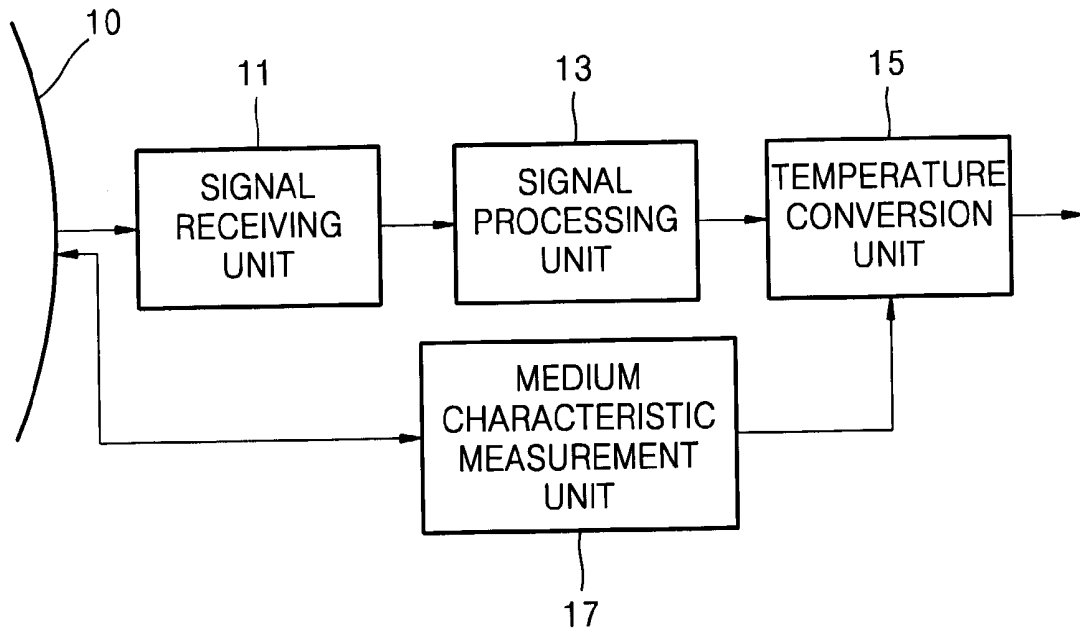 10
11
13
15
SIGNAL
RECEIVING
UNIT
SIGNAL
PROCESSING
UNIT
TEMPERATURE
CONVERSION
UNIT
MEDIUM
CHARACTERISTIC
MEASUREMENT
UNIT
17